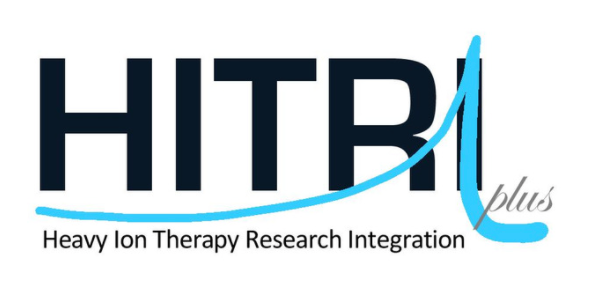 HITRI
plus
Heavy Ion Therapy Research Integration